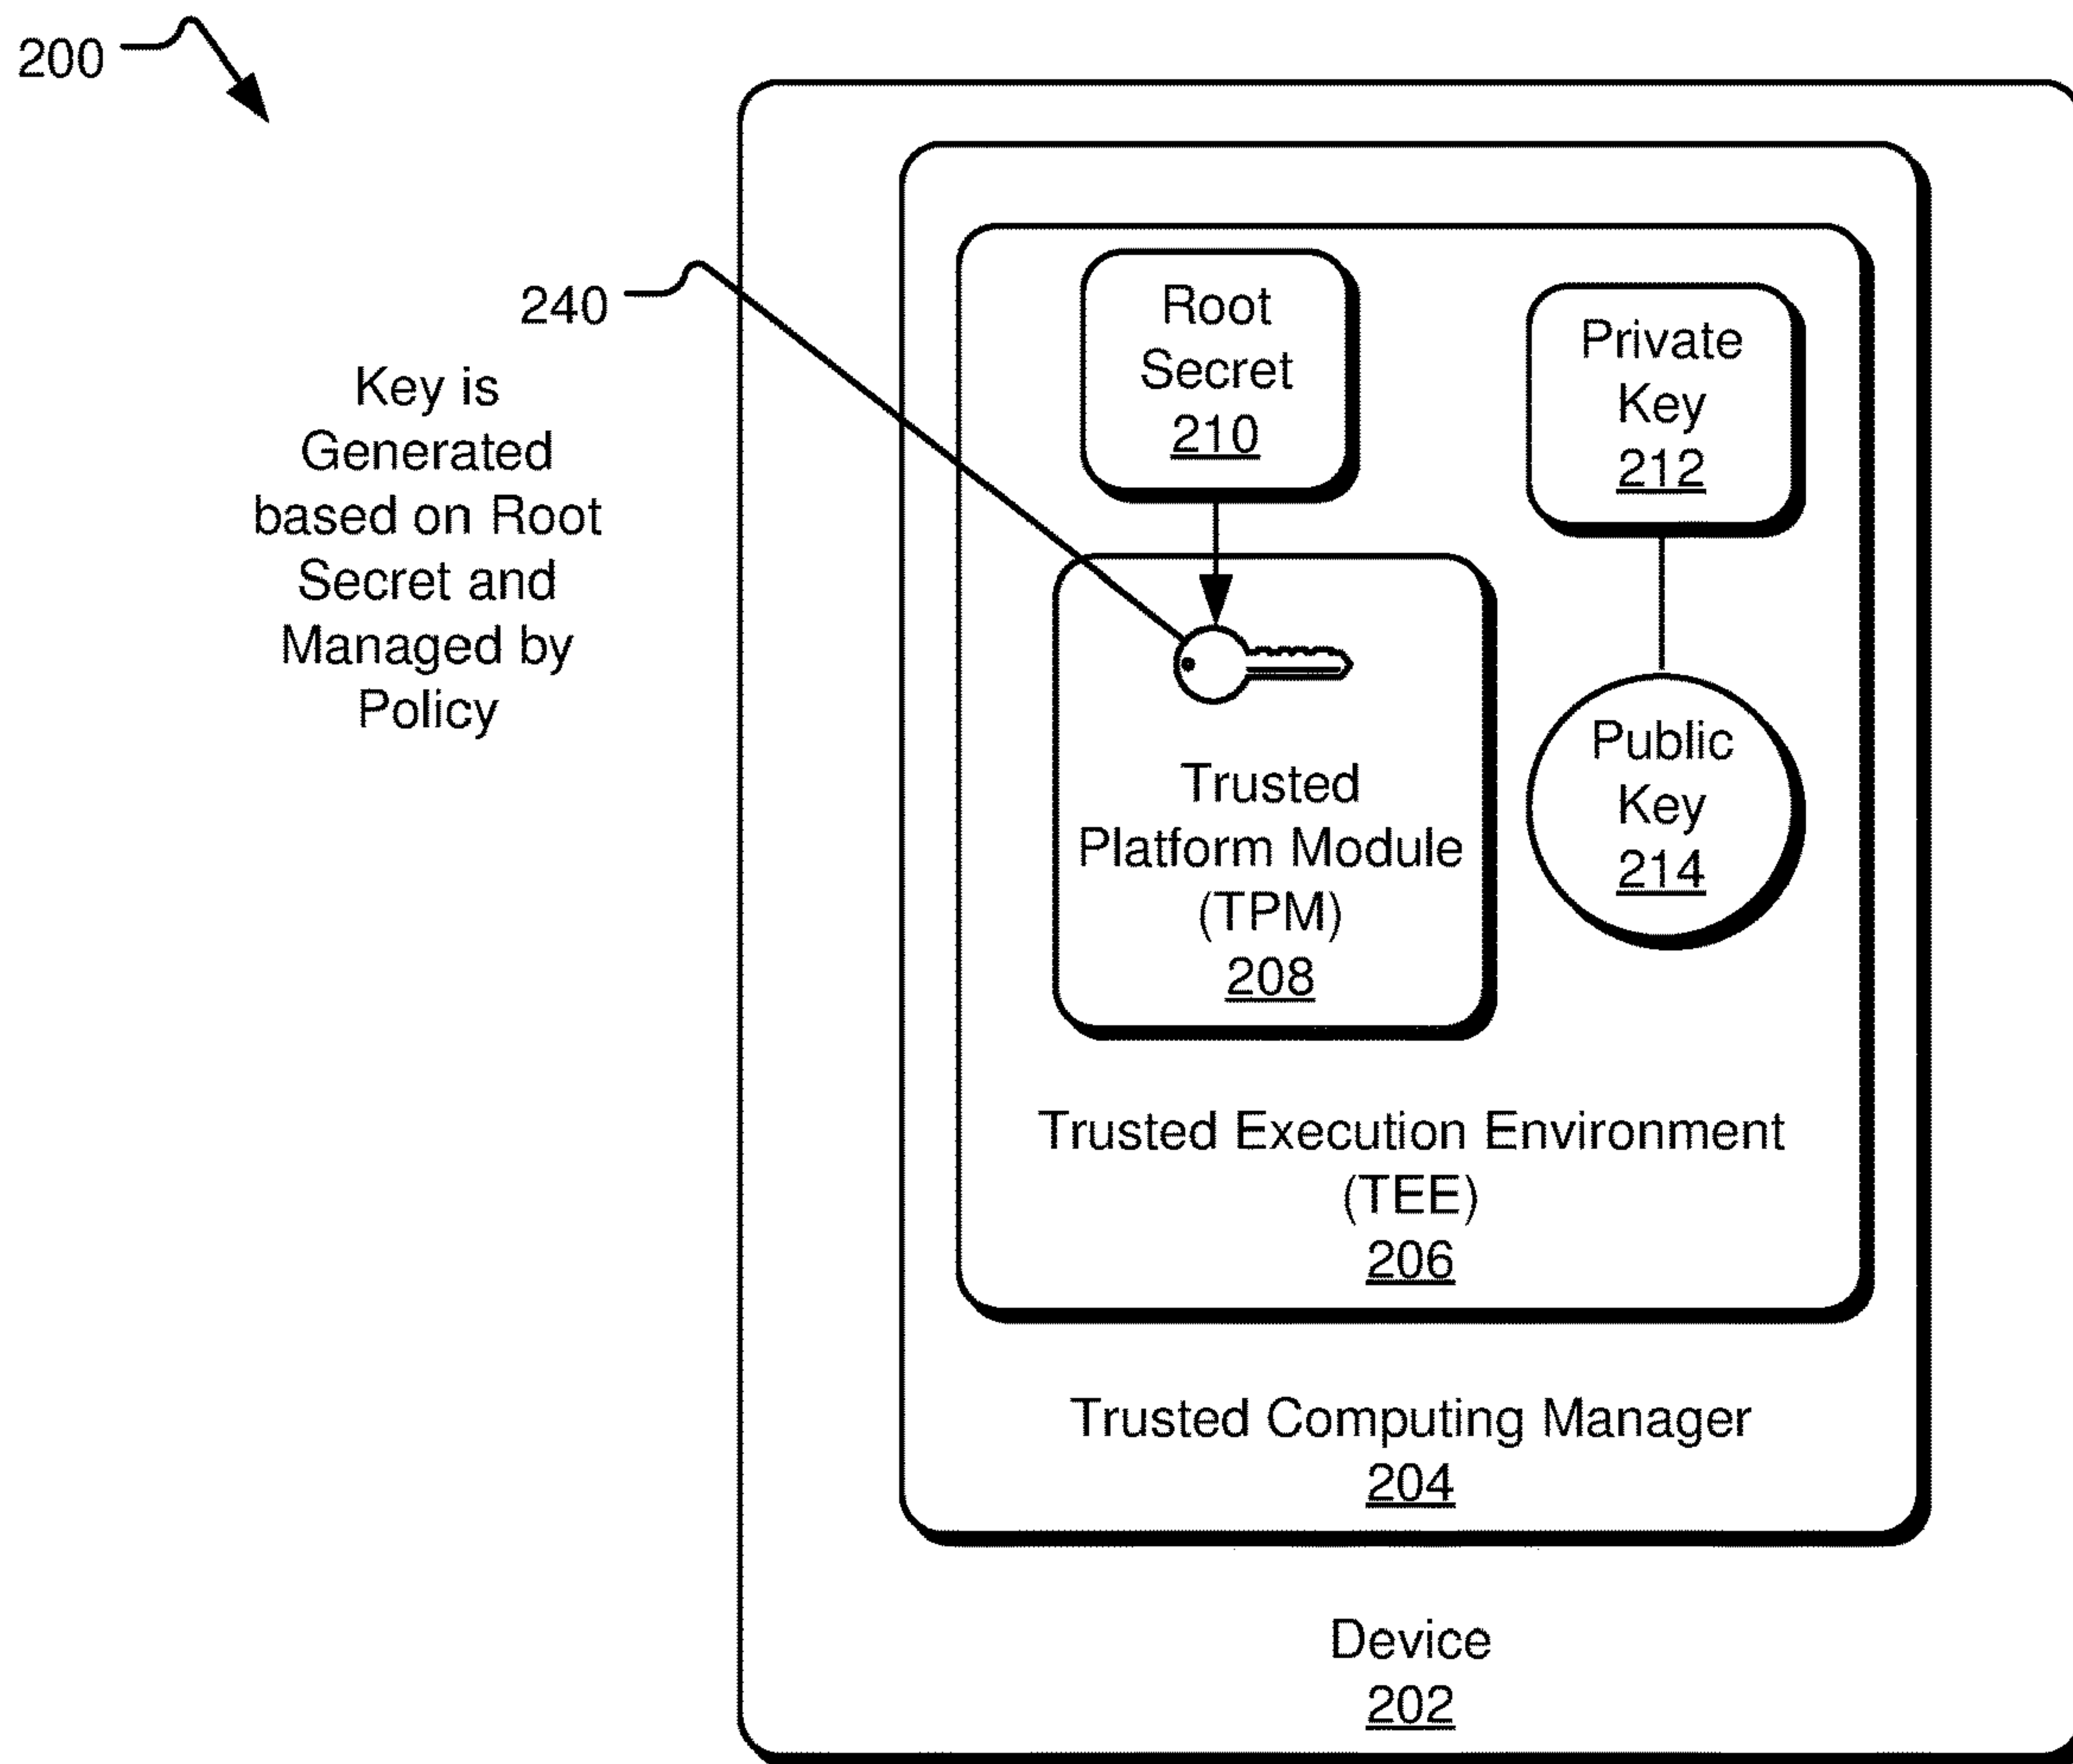 200
240
Key is
Generated
based on Root
Secret and
Managed by
Policy
Root
Secret
210
Private
Key
212
Public
Key
214
Trusted
Platform Module
(TPM)
208
Trusted Execution Environment
(TEE)
206
Trusted Computing Manager
204
Device
202